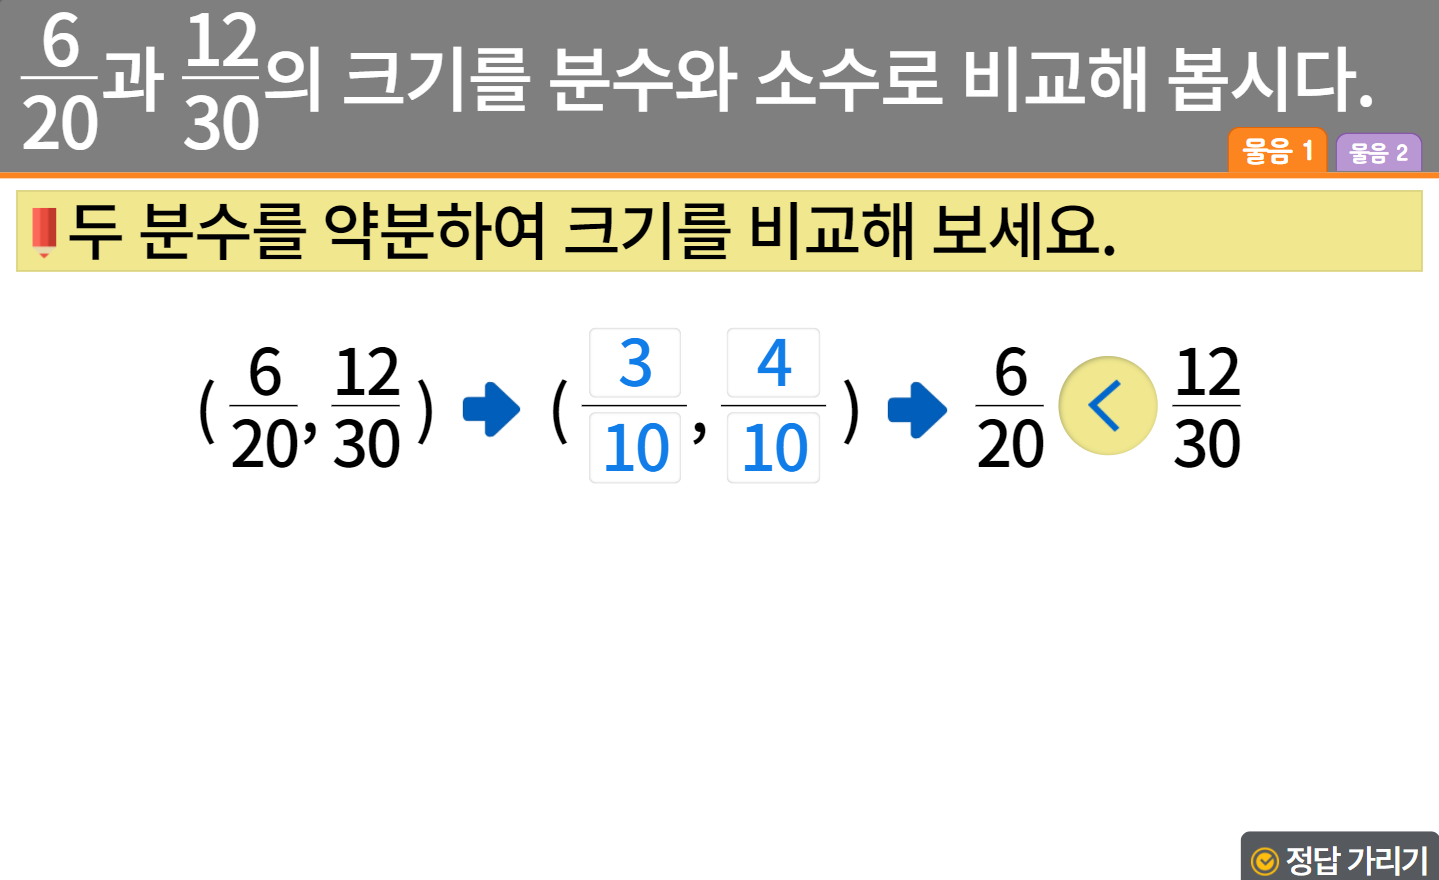 6/20과 12/30의 크기를 분수와 소수로 비교해 봅시다.
물음 1 물음 2
두 분수를 약분하여 크기를 비교해 보세요.
( 6/20, 12/30 ) ( 3/10, 4/10 ) 6/20 < 12/30
정답 가리기